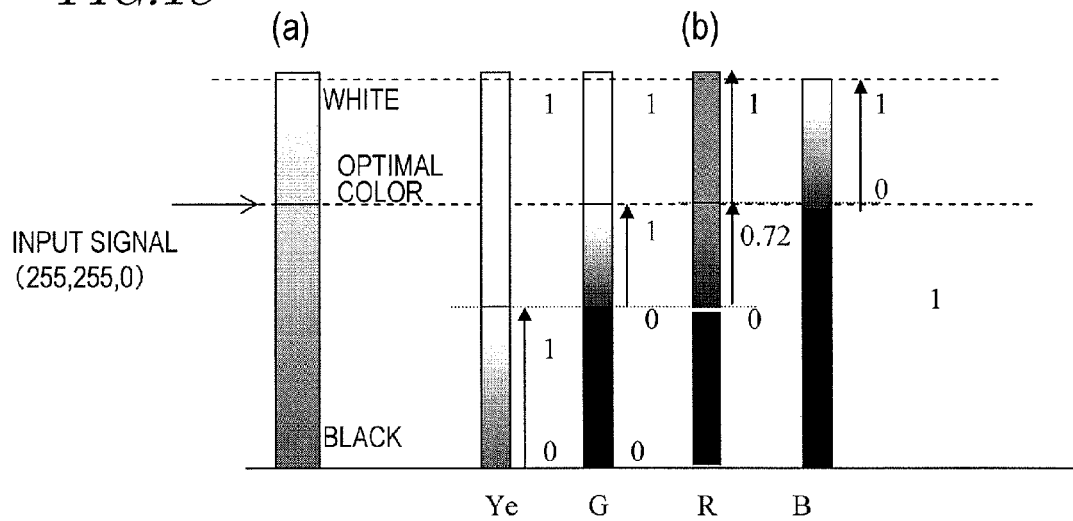 FIG.13
(a) (b)
WHITE 1 1 1 1
OPTIMAL
COLOR 0
INPUT SIGNAL 1 0.72
(255,255,0)
1
0 0
1
BLACK 0 0
Ye G R B